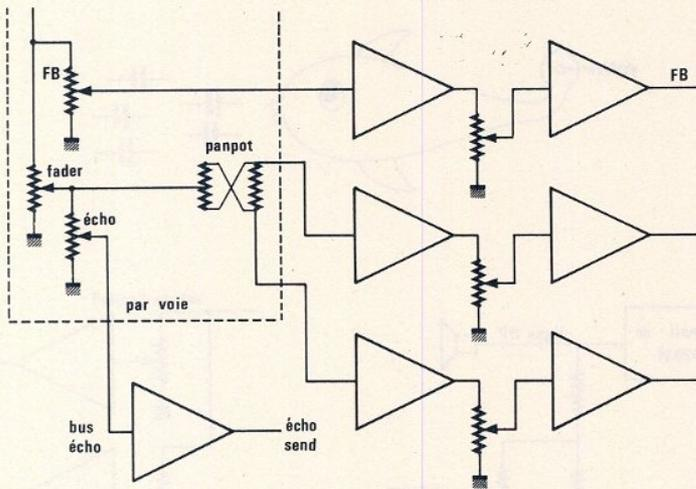 FB
FB
panpot
fader
écho
par voie
bus
écho
écho
send